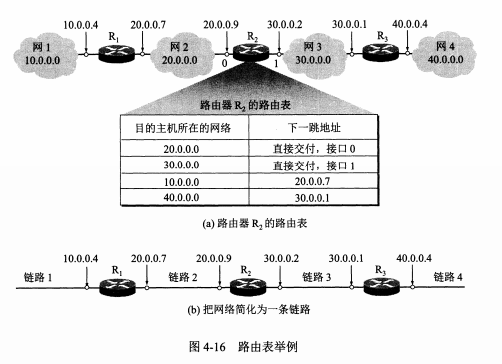 10.0.0.4 20.0.0.7 20.0.0.9 30.0.0.2 30.0.0.1 40.0.0.4
网 1 R1 网 2 R2 网 3 R3 网 4
10.0.0.0 20.0.0.0 0 1 30.0.0.0 40.0.0.0
路由器 R2 的路由表
目的主机所在的网络 下一跳地址
20.0.0.0 直接交付，接口 0
30.0.0.0 直接交付，接口 1
10.0.0.0 20.0.0.7
40.0.0.0 30.0.0.1
(a) 路由器 R2 的路由表
10.0.0.4 20.0.0.7 20.0.0.9 30.0.0.2 30.0.0.1 40.0.0.4
链路 1 R1 链路 2 R2 链路 3 R3 链路 4
(b) 把网络简化为一条链路
图 4-16 路由表举例